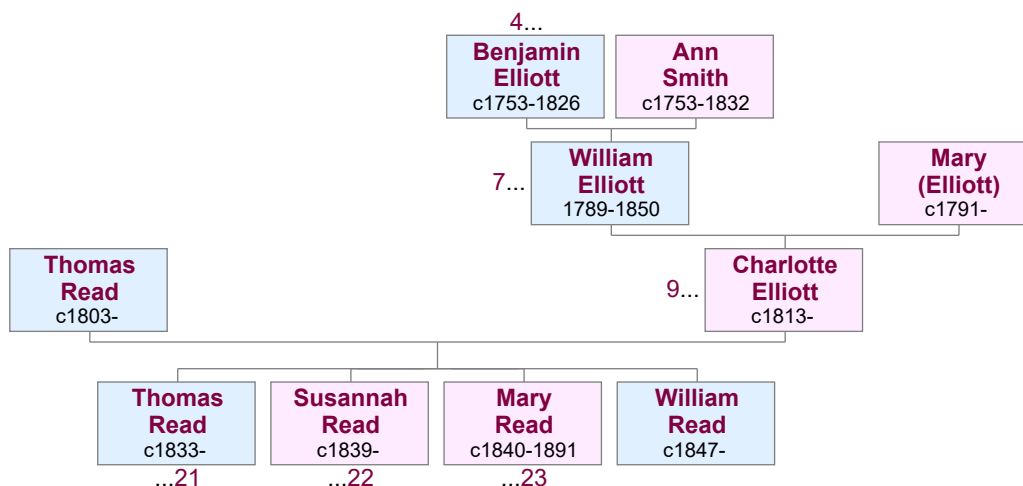 4...
Benjamin
Elliott
c1753-1826
Ann
Smith
c1753-1832
7...
William
Elliott
1789-1850
Mary
(Elliott)
c1791-
Thomas
Read
c1803-
9...
Charlotte
Elliott
c1813-
Thomas
Read
c1833-
...21
Susannah
Read
c1839-
...22
Mary
Read
c1840-1891
...23
William
Read
c1847-